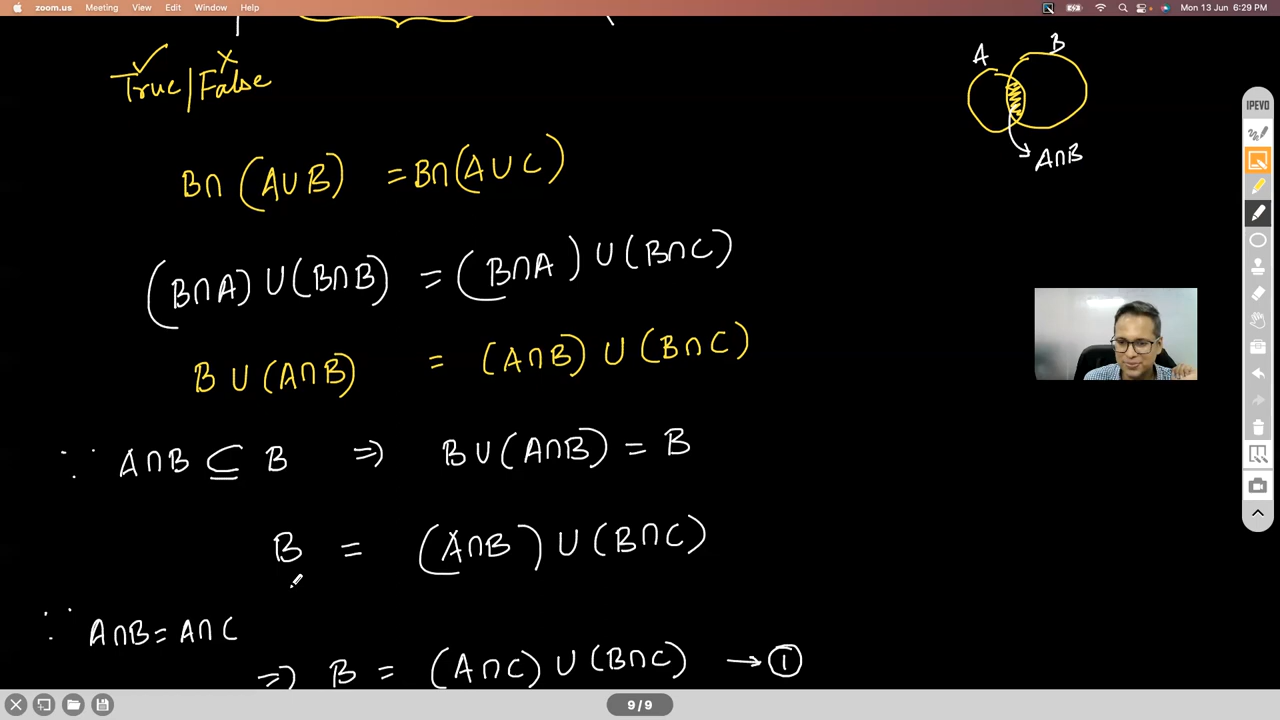 zoom.us Meeting View Edit Window Help Mon 13 Jun 6:29 PM
A B
True/False
A∩B
IPEVO
B∩(A∪B) = B∩(A∪C)
(B∩A)∪(B∩B) = (B∩A)∪(B∩C)
B∪(A∩B) = (A∩B)∪(B∩C)
∵ A∩B ⊆ B ⇒ B∪(A∩B) = B
B = (A∩B)∪(B∩C)
∵ A∩B = A∩C
⇒ B = (A∩C)∪(B∩C) → ①
9/9